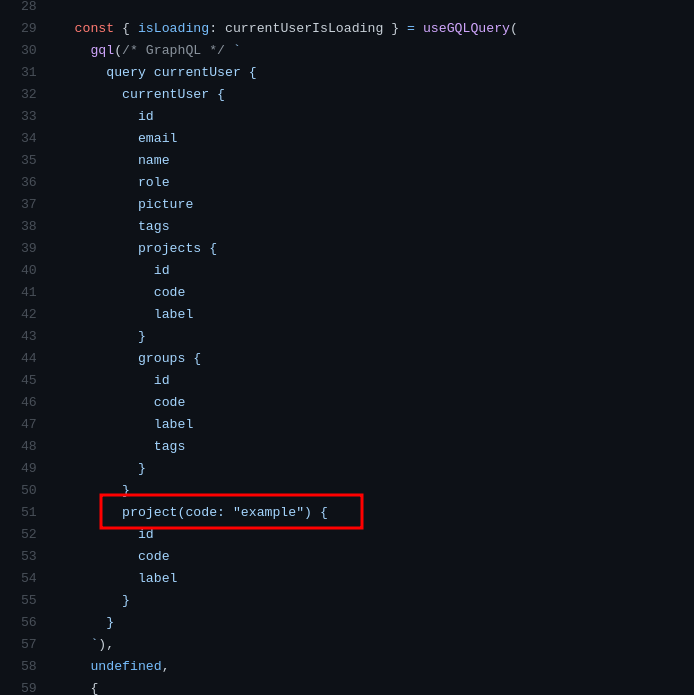 28
29 const { isLoading: currentUserIsLoading } = useGQLQuery(
30 gql(/* GraphQL */ `
31 query currentUser {
32 currentUser {
33 id
34 email
35 name
36 role
37 picture
38 tags
39 projects {
40 id
41 code
42 label
43 }
44 groups {
45 id
46 code
47 label
48 tags
49 }
50 }
51 project(code: "example") {
52 id
53 code
54 label
55 }
56 }
57 `),
58 undefined,
59 {